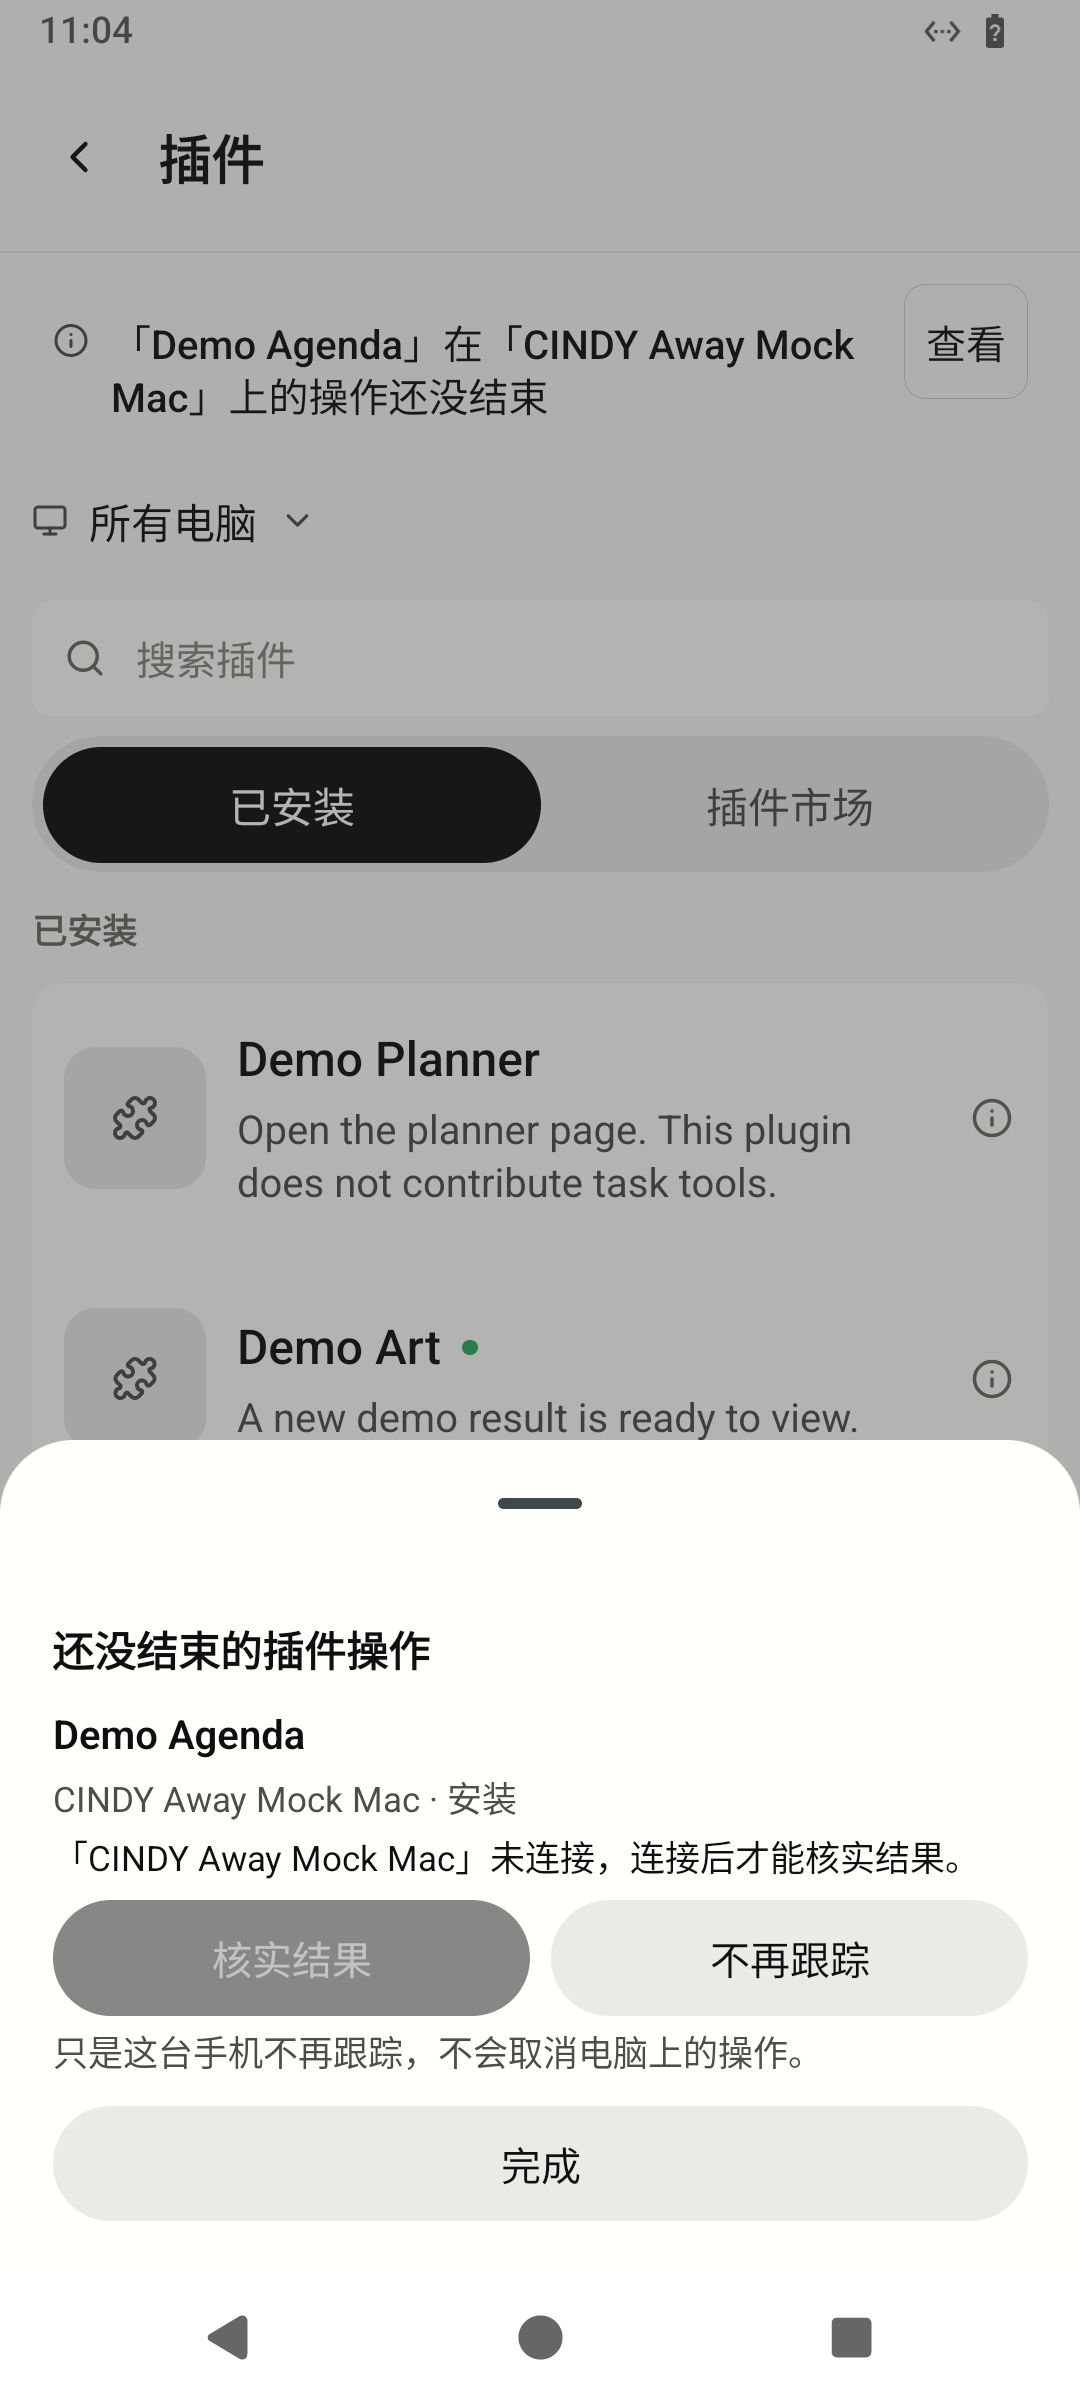 11:04
插件
「Demo Agenda」在「CINDY Away Mock
Mac」上的操作还没结束
查看
所有电脑
搜索插件
已安装
插件市场
已安装
Demo Planner
Open the planner page. This plugin
does not contribute task tools.
Demo Art
A new demo result is ready to view.
还没结束的插件操作
Demo Agenda
CINDY Away Mock Mac · 安装
「CINDY Away Mock Mac」未连接，连接后才能核实结果。
核实结果
不再跟踪
只是这台手机不再跟踪，不会取消电脑上的操作。
完成